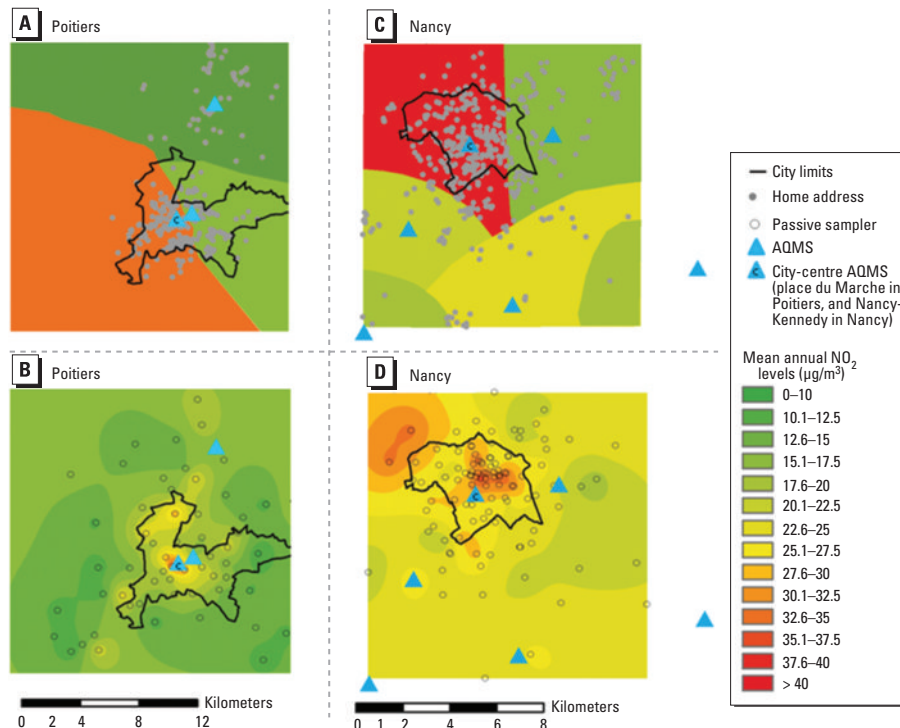 A Poitiers
C Nancy
B Poitiers
D Nancy
C
C
C
C
City limits
Home address
Passive sampler
AQMS
C City-centre AQMS
(place du Marche in
Poitiers, and Nancy-
Kennedy in Nancy)
Mean annual NO2
levels (µg/m³)
0–10
10.1–12.5
12.6–15
15.1–17.5
17.6–20
20.1–22.5
22.6–25
25.1–27.5
27.6–30
30.1–32.5
32.6–35
35.1–37.5
37.6–40
> 40
Kilometers
0 2 4 8 12
Kilometers
0 1 2 4 6 8